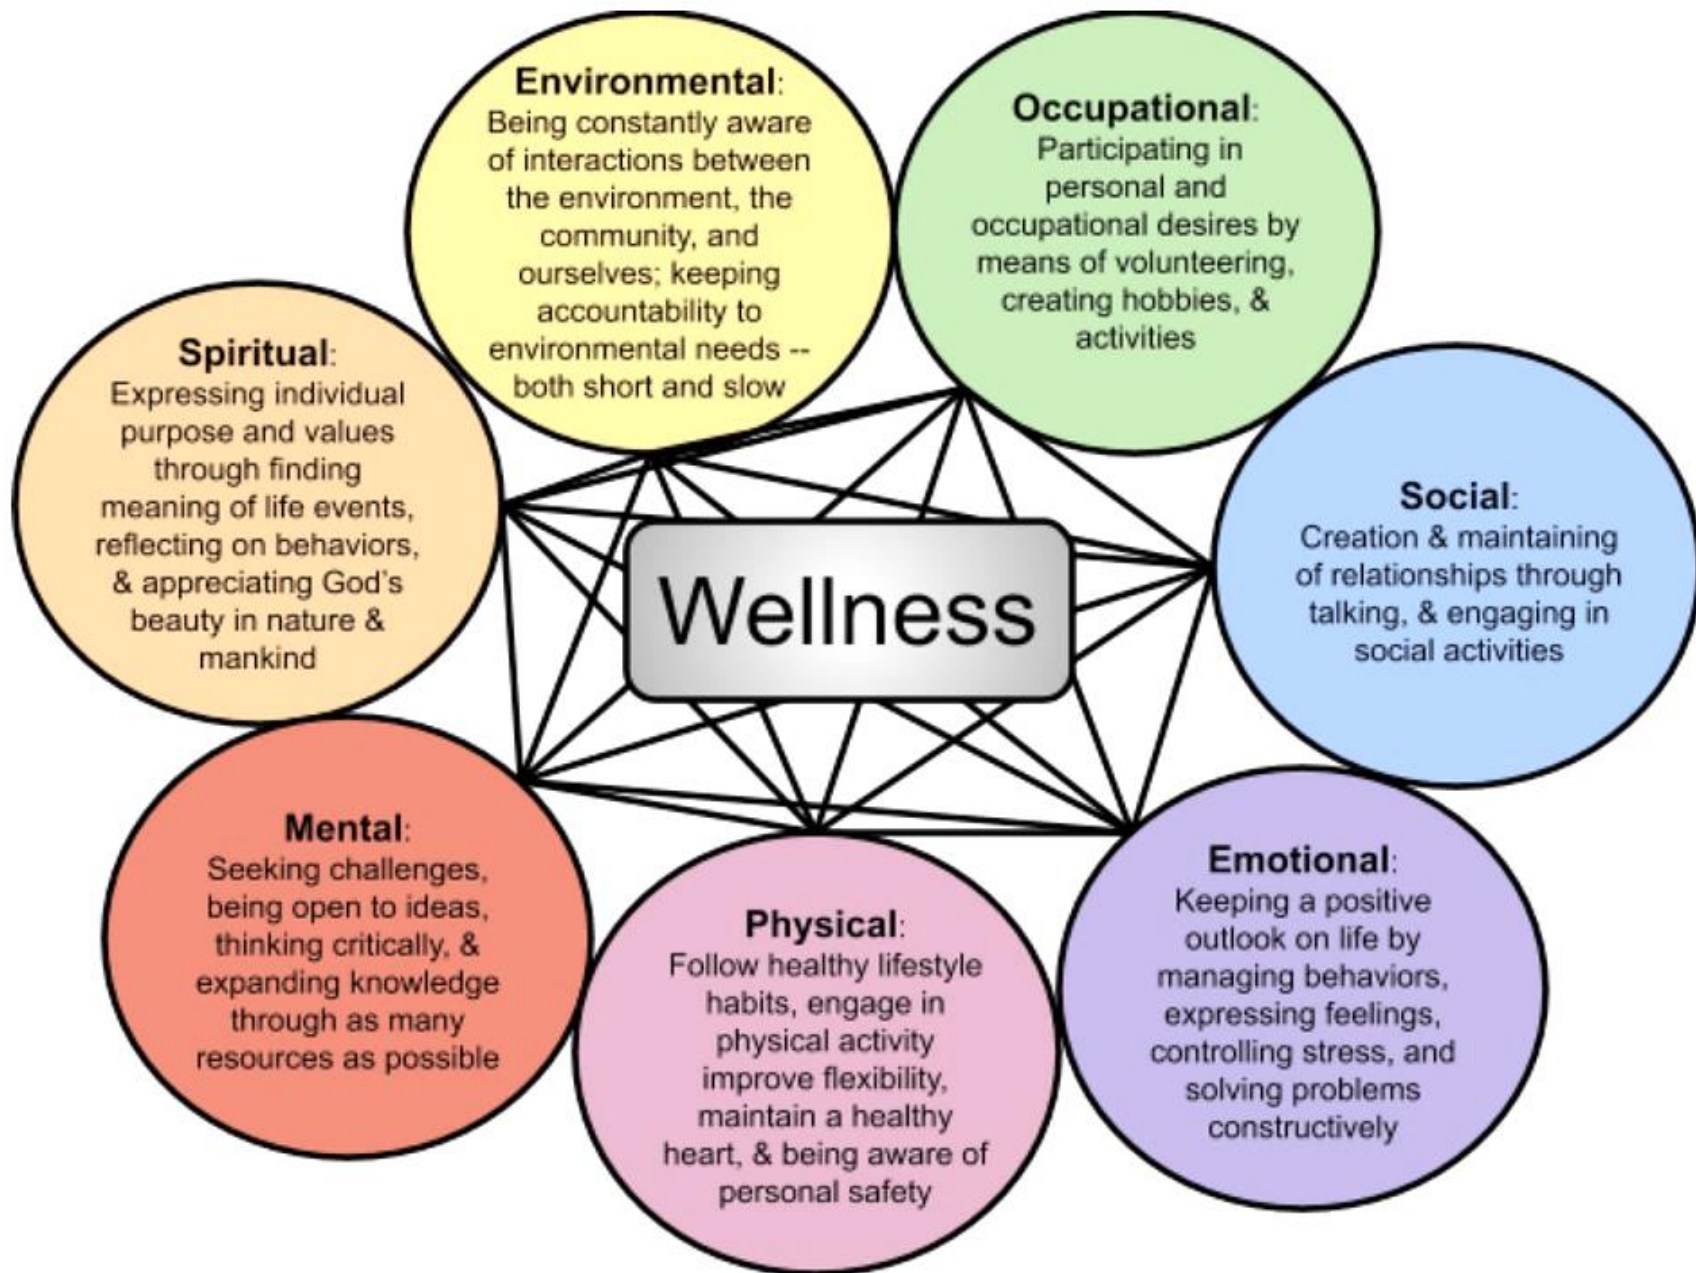 Environmental:
Being constantly aware
of interactions between
the environment, the
community, and
ourselves; keeping
accountability to
environmental needs --
both short and slow
Occupational:
Participating in
personal and
occupational desires by
means of volunteering,
creating hobbies, &
activities
Spiritual:
Expressing individual
purpose and values
through finding
meaning of life events,
reflecting on behaviors,
& appreciating God's
beauty in nature &
mankind
Social:
Creation & maintaining
of relationships through
talking, & engaging in
social activities
Wellness
Mental:
Seeking challenges,
being open to ideas,
thinking critically, &
expanding knowledge
through as many
resources as possible
Physical:
Follow healthy lifestyle
habits, engage in
physical activity
improve flexibility,
maintain a healthy
heart, & being aware of
personal safety
Emotional:
Keeping a positive
outlook on life by
managing behaviors,
expressing feelings,
controlling stress, and
solving problems
constructively